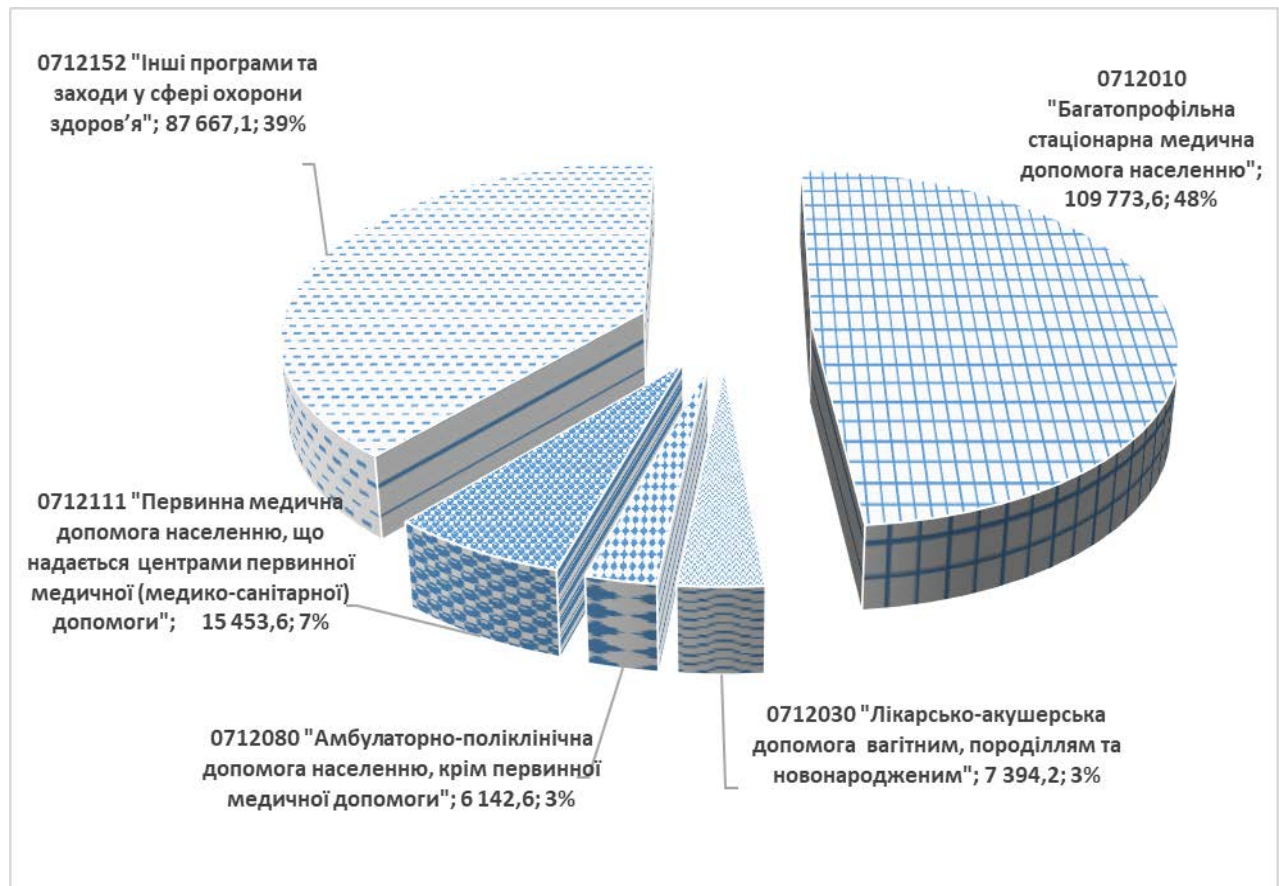 0712152 "Інші програми та
заходи у сфері охорони
здоров’я"; 87 667,1; 39%
0712010
"Багатопрофільна
стаціонарна медична
допомога населенню";
109 773,6; 48%
0712111 "Первинна медична
допомога населенню, що
надається центрами первинної
медичної (медико-санітарної)
допомоги"; 15 453,6; 7%
0712080 "Амбулаторно-поліклінічна
допомога населенню, крім первинної
медичної допомоги"; 6 142,6; 3%
0712030 "Лікарсько-акушерська
допомога вагітним, породіллям та
новонародженим"; 7 394,2; 3%